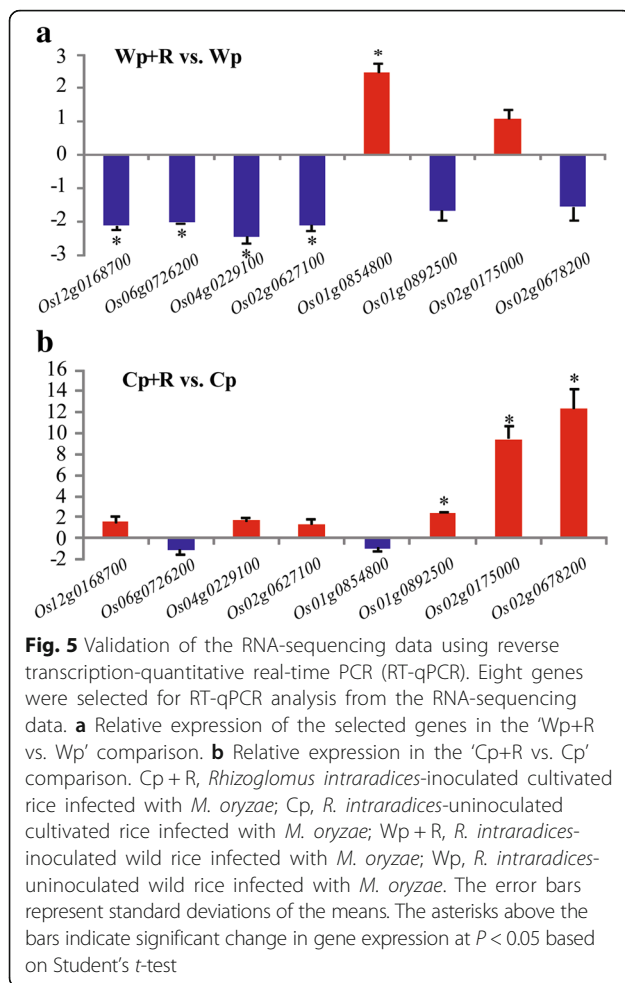 a
Wp+R vs. Wp
3
2
1
0
-1
-2
-3
*
*
*
*
*
Os12g0168700
Os06g0726200
Os04g0229100
Os02g0627100
Os01g0854800
Os01g0892500
Os02g0175000
Os02g0678200
b
Cp+R vs. Cp
16
14
12
10
8
6
4
2
0
-2
*
*
*
Os12g0168700
Os06g0726200
Os04g0229100
Os02g0627100
Os01g0854800
Os01g0892500
Os02g0175000
Os02g0678200
Fig. 5 Validation of the RNA-sequencing data using reverse
transcription-quantitative real-time PCR (RT-qPCR). Eight genes
were selected for RT-qPCR analysis from the RNA-sequencing
data. a Relative expression of the selected genes in the ‘Wp+R
vs. Wp’ comparison. b Relative expression in the ‘Cp+R vs. Cp’
comparison. Cp + R, Rhizoglomus intraradices-inoculated cultivated
rice infected with M. oryzae; Cp, R. intraradices-uninoculated
cultivated rice infected with M. oryzae; Wp + R, R. intraradices-
inoculated wild rice infected with M. oryzae; Wp, R. intraradices-
uninoculated wild rice infected with M. oryzae. The error bars
represent standard deviations of the means. The asterisks above the
bars indicate significant change in gene expression at P < 0.05 based
on Student’s t-test